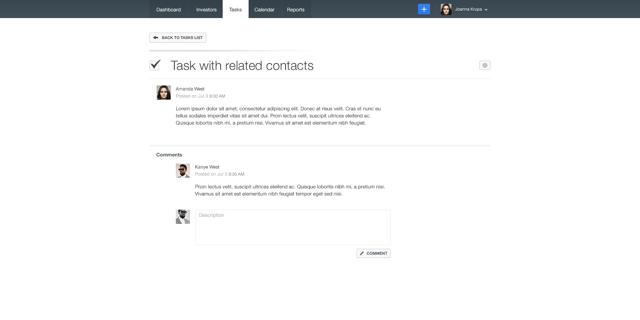 Dashboard Investors Tasks Calendar Reports
Joanna Krupa
BACK TO TASKS LIST
Task with related contacts
Amanda West
Posted on Jul 3 8:00 AM
Lorem ipsum dolor sit amet, consectetur adipiscing elit. Donec at risus velit. Cras et nunc eu
tellus sodales imperdiet vitae sit amet dui. Proin lectus velit, suscipit ultrices eleifend ac.
Quisque lobortis nibh mi, a pretium nisi. Vivamus sit amet est elementum nibh feugiat.
Comments
Kanye West
Posted on Jul 3 8:35 AM
Proin lectus velit, suscipit ultrices eleifend ac. Quisque lobortis nibh mi, a pretium nisi.
Vivamus sit amet est elementum nibh feugiat tempor eget sed nisi.
Description
COMMENT